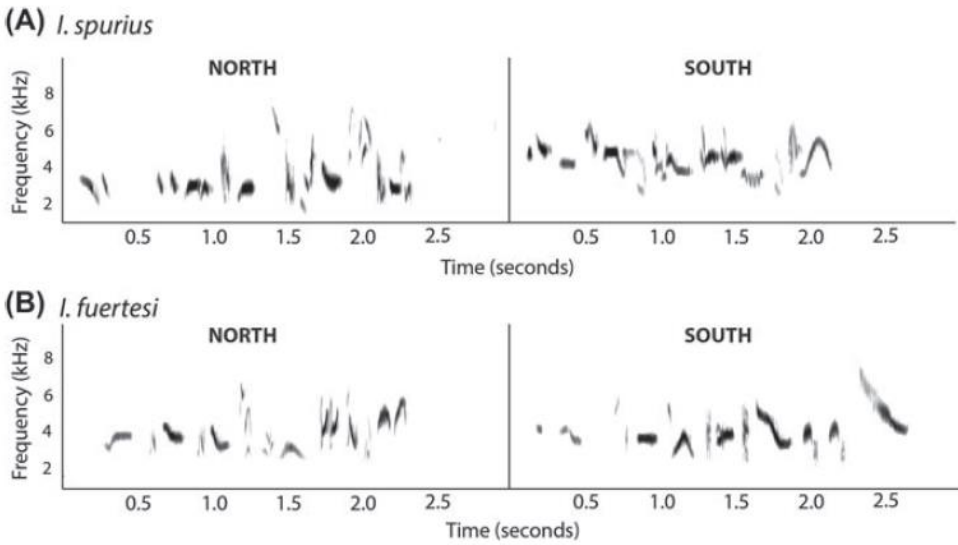 (A) I. spurius
NORTH SOUTH
Frequency (kHz)
8
6
4
2
0.5 1.0 1.5 2.0 2.5 0.5 1.0 1.5 2.0 2.5
Time (seconds)
(B) I. fuertesi
NORTH SOUTH
Frequency (kHz)
8
6
4
2
0.5 1.0 1.5 2.0 2.5 0.5 1.0 1.5 2.0 2.5
Time (seconds)